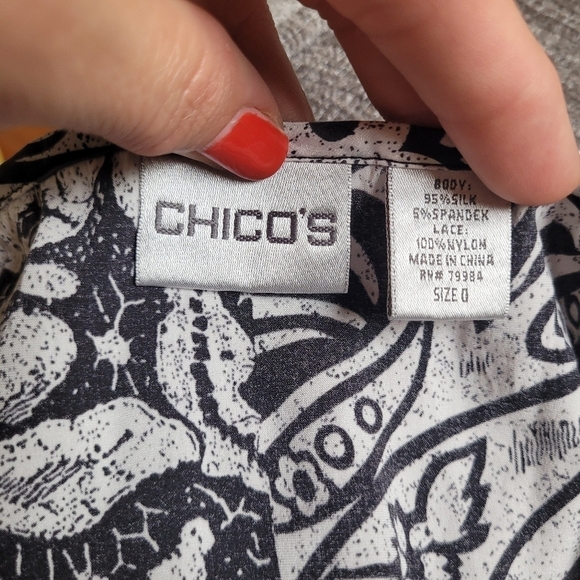 CHICO'S
BODY:
95% SILK
5% SPANDEX
LACE:
100% NYLON
MADE IN CHINA
RN# 79984
SIZE 0